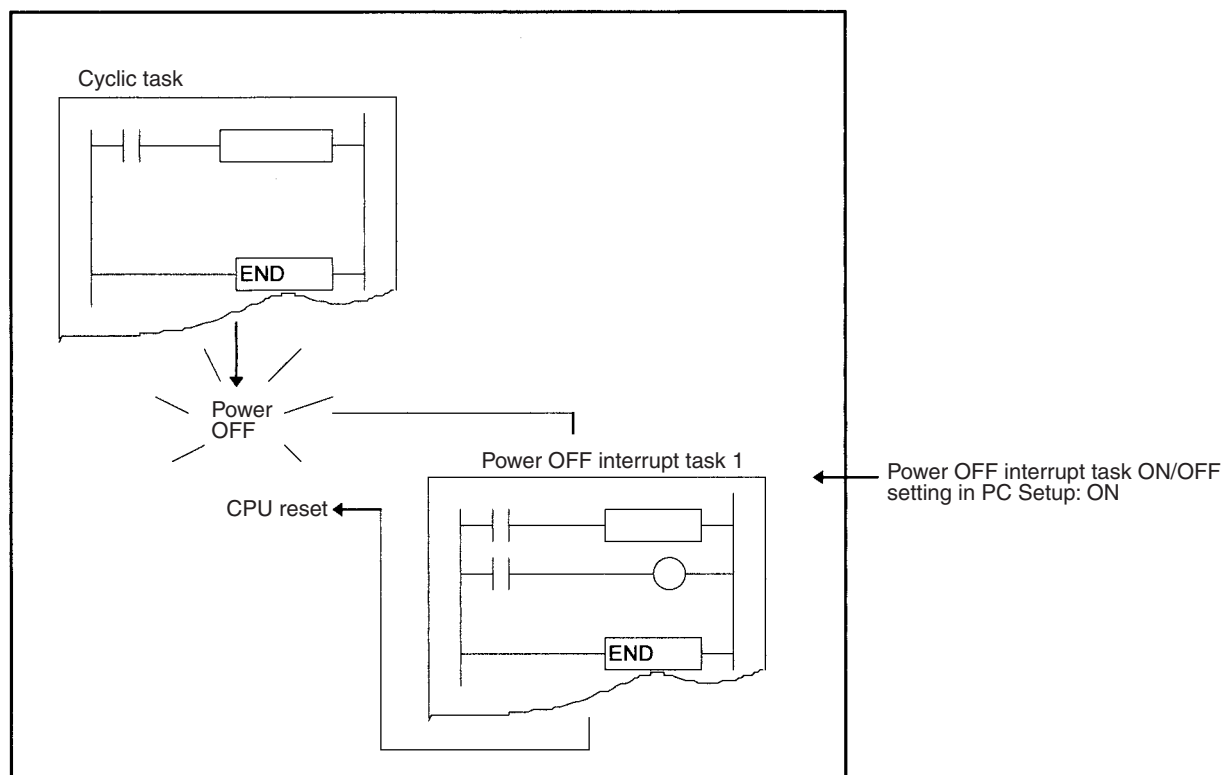 Cyclic task
END
Power
OFF
Power OFF interrupt task 1
Power OFF interrupt task ON/OFF
setting in PC Setup: ON
CPU reset
END